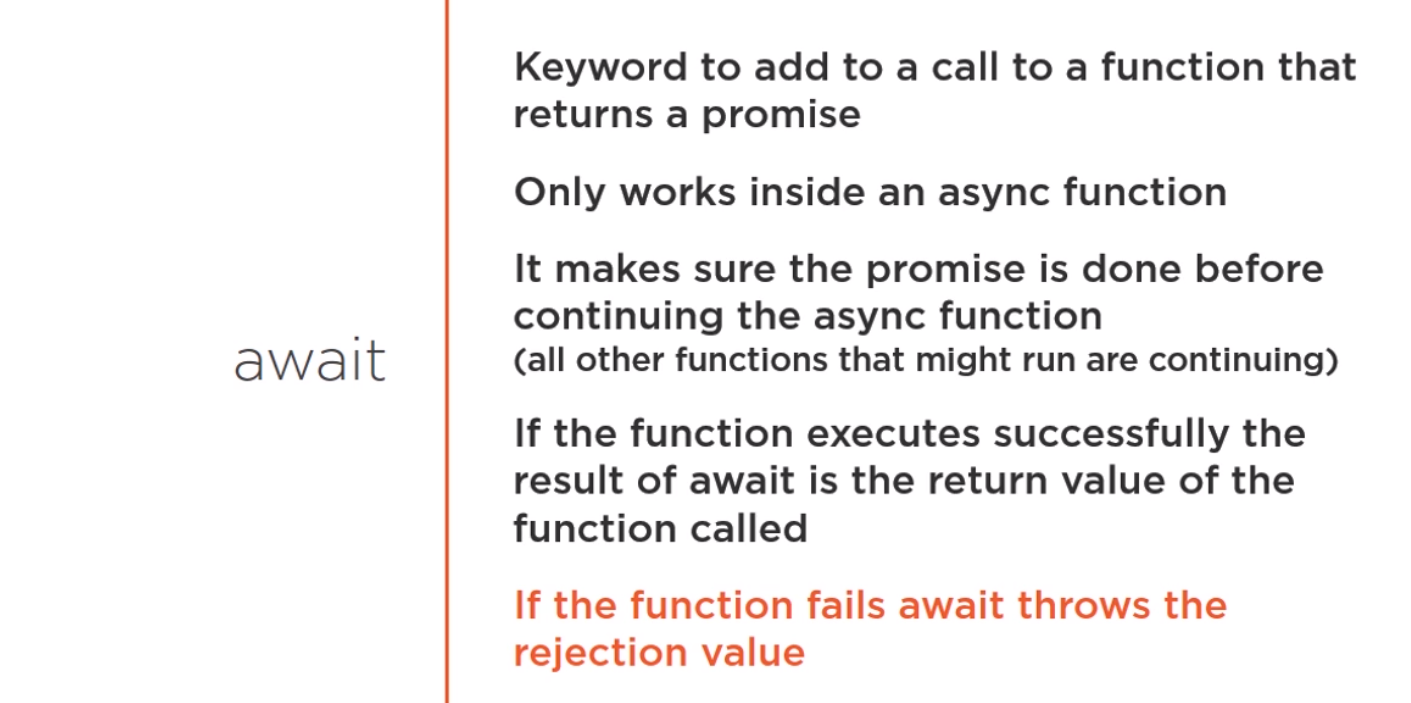 await
Keyword to add to a call to a function that
returns a promise
Only works inside an async function
It makes sure the promise is done before
continuing the async function
(all other functions that might run are continuing)
If the function executes successfully the
result of await is the return value of the
function called
If the function fails await throws the
rejection value